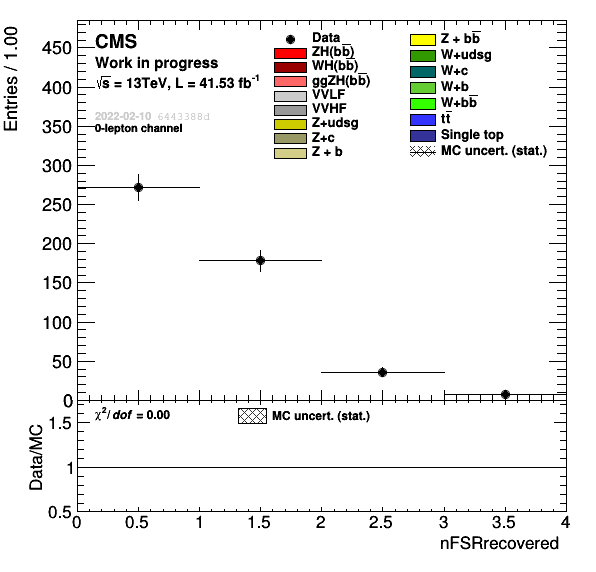 Entries / 1.00
450
400
350
300
250
200
150
100
50
0
CMS
Work in progress
√s = 13TeV, L = 41.53 fb⁻¹
2022-02-10 6443388d
0-lepton channel
Data
ZH(bb̅)
WH(bb̅)
ggZH(bb̅)
VVLF
VVHF
Z+udsg
Z+c
Z + b
Z + bb̅
W+udsg
W+c
W+b
W+bb̅
tt̅
Single top
MC uncert. (stat.)
Data/MC
1.5
1
0.5
χ²/dof = 0.00
MC uncert. (stat.)
0 0.5 1 1.5 2 2.5 3 3.5 4
nFSRrecovered